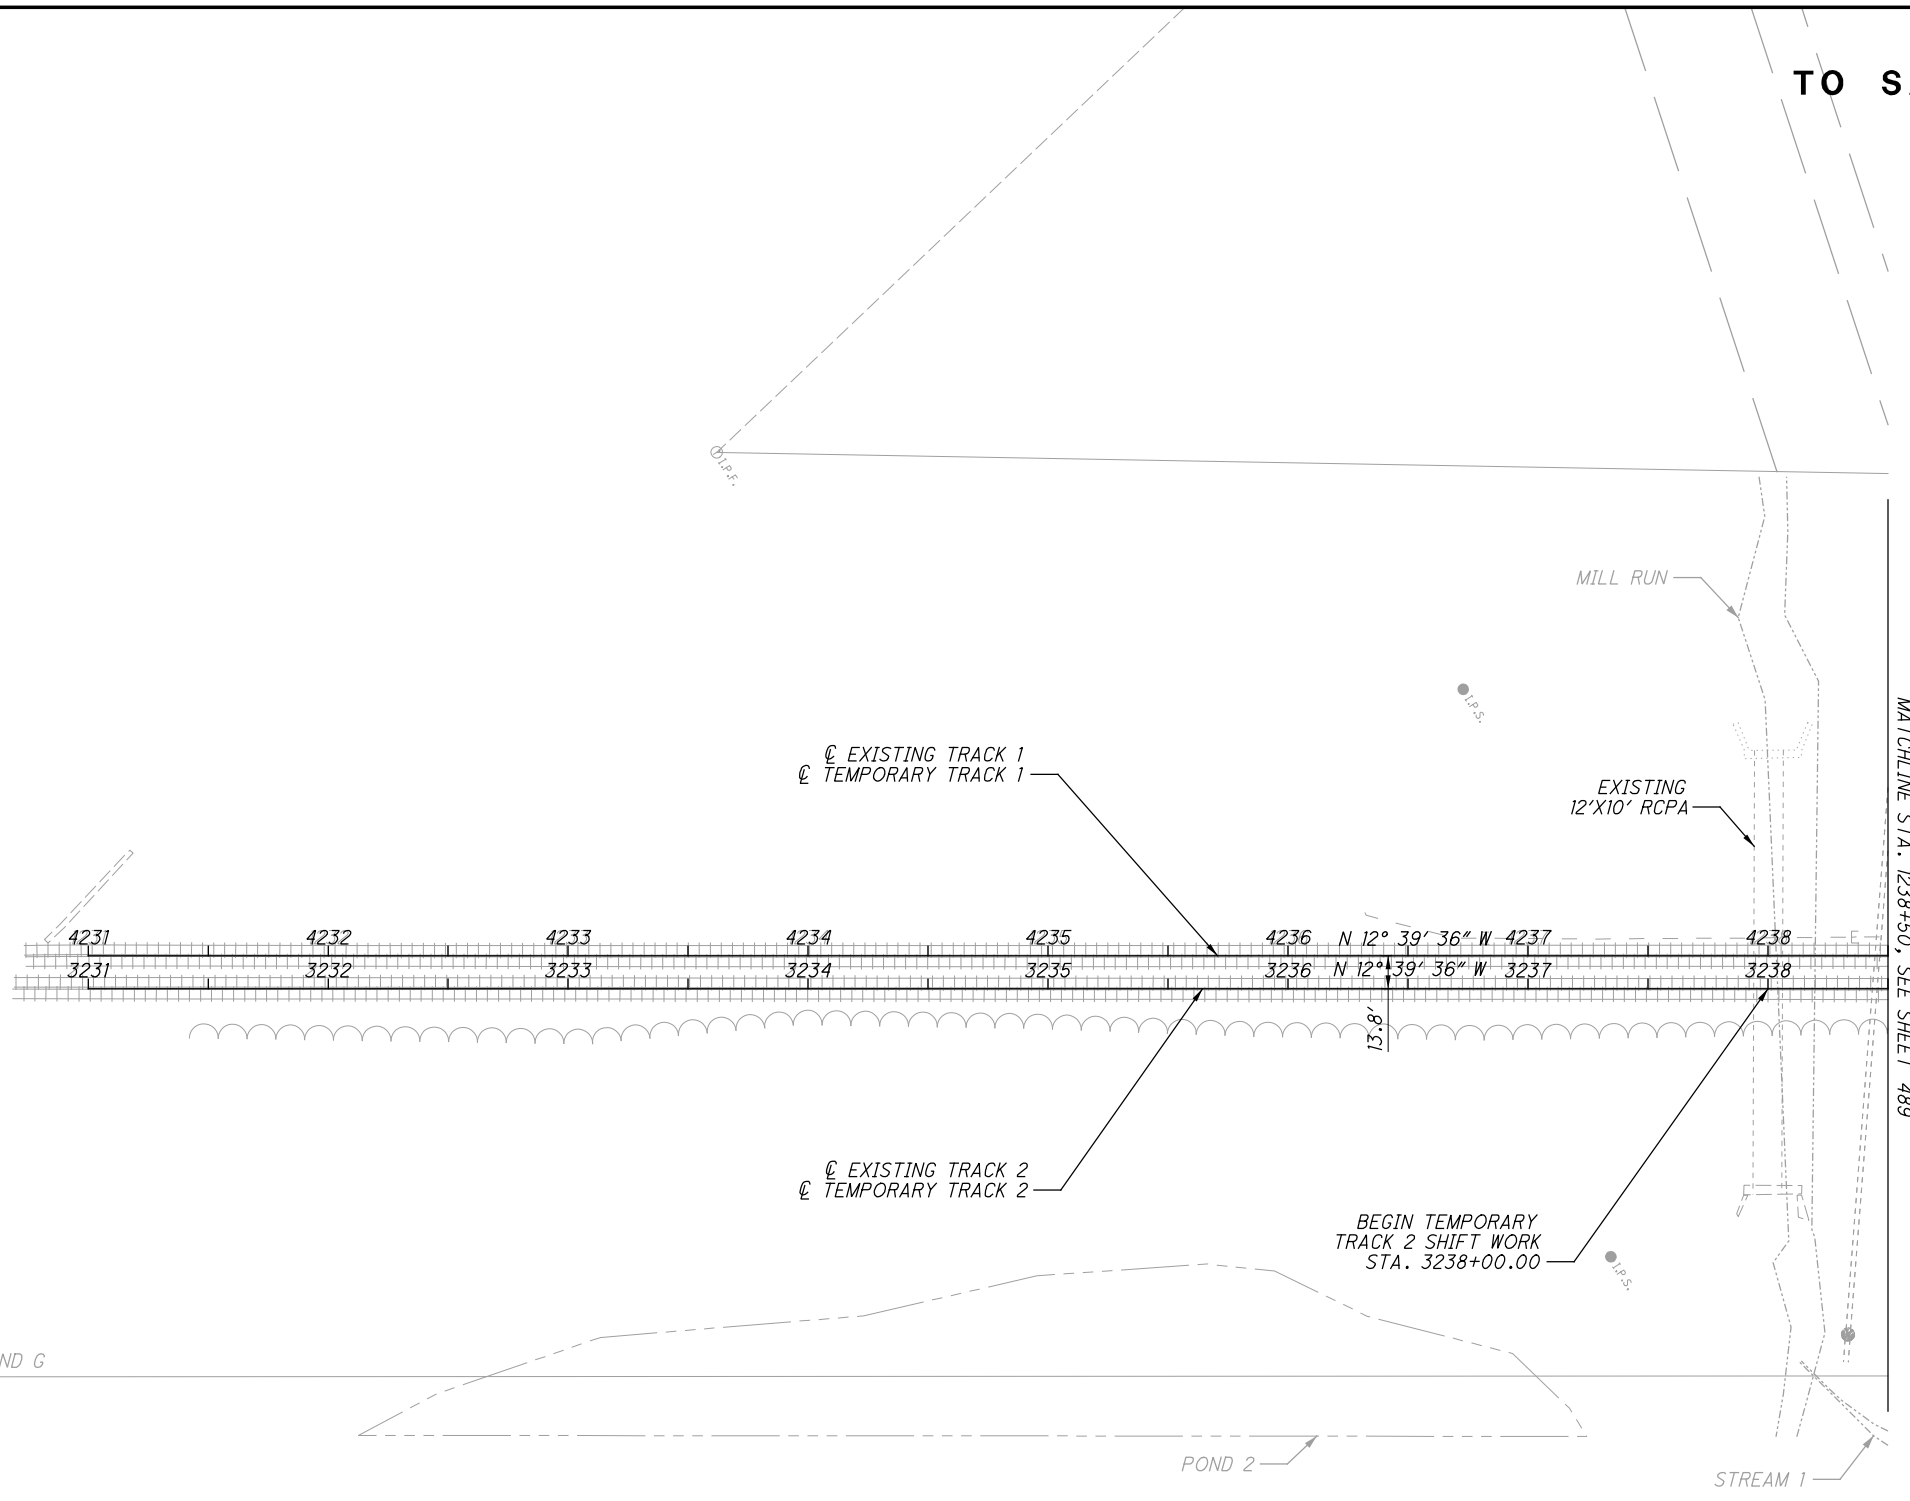 TO
I.P.F.
MILL RUN
I.P.S.
℄ EXISTING TRACK 1
℄ TEMPORARY TRACK 1
EXISTING
12'X10' RCPA
MATCHLINE STA. 1238+50, SEE SHEET 489
4231 4232 4233 4234 4235 4236 N 12° 39' 36" W 4237 4238 E
3231 3232 3233 3234 3235 3236 N 12° 39' 36" W 3237 3238
13.8'
℄ EXISTING TRACK 2
℄ TEMPORARY TRACK 2
BEGIN TEMPORARY
TRACK 2 SHIFT WORK
STA. 3238+00.00
I.P.S.
ND G
POND 2
STREAM 1